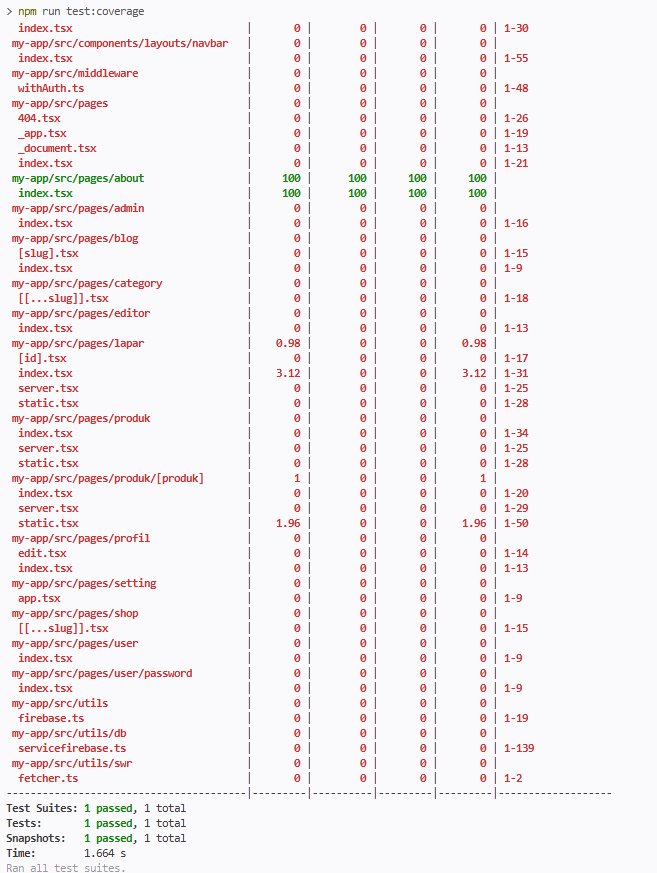 > npm run test:coverage
index.tsx | 0 | 0 | 0 | 0 | 1-30
my-app/src/components/layouts/navbar | 0 | 0 | 0 | 0 |
index.tsx | 0 | 0 | 0 | 0 | 1-55
my-app/src/middleware | 0 | 0 | 0 | 0 |
withAuth.ts | 0 | 0 | 0 | 0 | 1-48
my-app/src/pages | 0 | 0 | 0 | 0 |
404.tsx | 0 | 0 | 0 | 0 | 1-26
_app.tsx | 0 | 0 | 0 | 0 | 1-19
_document.tsx | 0 | 0 | 0 | 0 | 1-13
index.tsx | 0 | 0 | 0 | 0 | 1-21
my-app/src/pages/about | 100 | 100 | 100 | 100 |
index.tsx | 100 | 100 | 100 | 100 |
my-app/src/pages/admin | 0 | 0 | 0 | 0 |
index.tsx | 0 | 0 | 0 | 0 | 1-16
my-app/src/pages/blog | 0 | 0 | 0 | 0 |
[slug].tsx | 0 | 0 | 0 | 0 | 1-15
index.tsx | 0 | 0 | 0 | 0 | 1-9
my-app/src/pages/category | 0 | 0 | 0 | 0 |
[[...slug]].tsx | 0 | 0 | 0 | 0 | 1-18
my-app/src/pages/editor | 0 | 0 | 0 | 0 |
index.tsx | 0 | 0 | 0 | 0 | 1-13
my-app/src/pages/lapar | 0.98 | 0 | 0 | 0.98 |
[id].tsx | 0 | 0 | 0 | 0 | 1-17
index.tsx | 3.12 | 0 | 0 | 3.12 | 1-31
server.tsx | 0 | 0 | 0 | 0 | 1-25
static.tsx | 0 | 0 | 0 | 0 | 1-28
my-app/src/pages/produk | 0 | 0 | 0 | 0 |
index.tsx | 0 | 0 | 0 | 0 | 1-34
server.tsx | 0 | 0 | 0 | 0 | 1-25
static.tsx | 0 | 0 | 0 | 0 | 1-28
my-app/src/pages/produk/[produk] | 1 | 0 | 0 | 1 |
index.tsx | 0 | 0 | 0 | 0 | 1-20
server.tsx | 0 | 0 | 0 | 0 | 1-29
static.tsx | 1.96 | 0 | 0 | 1.96 | 1-50
my-app/src/pages/profil | 0 | 0 | 0 | 0 |
edit.tsx | 0 | 0 | 0 | 0 | 1-14
index.tsx | 0 | 0 | 0 | 0 | 1-13
my-app/src/pages/setting | 0 | 0 | 0 | 0 |
app.tsx | 0 | 0 | 0 | 0 | 1-9
my-app/src/pages/shop | 0 | 0 | 0 | 0 |
[[...slug]].tsx | 0 | 0 | 0 | 0 | 1-15
my-app/src/pages/user | 0 | 0 | 0 | 0 |
index.tsx | 0 | 0 | 0 | 0 | 1-9
my-app/src/pages/user/password | 0 | 0 | 0 | 0 |
index.tsx | 0 | 0 | 0 | 0 | 1-9
my-app/src/utils | 0 | 0 | 0 | 0 |
firebase.ts | 0 | 0 | 0 | 0 | 1-19
my-app/src/utils/db | 0 | 0 | 0 | 0 |
servicefirebase.ts | 0 | 0 | 0 | 0 | 1-139
my-app/src/utils/swr | 0 | 0 | 0 | 0 |
fetcher.ts | 0 | 0 | 0 | 0 | 1-2
-------------------------------------|---------|----------|---------|---------|-------------------
Test Suites: 1 passed, 1 total
Tests: 1 passed, 1 total
Snapshots: 1 passed, 1 total
Time: 1.664 s
Ran all test suites.